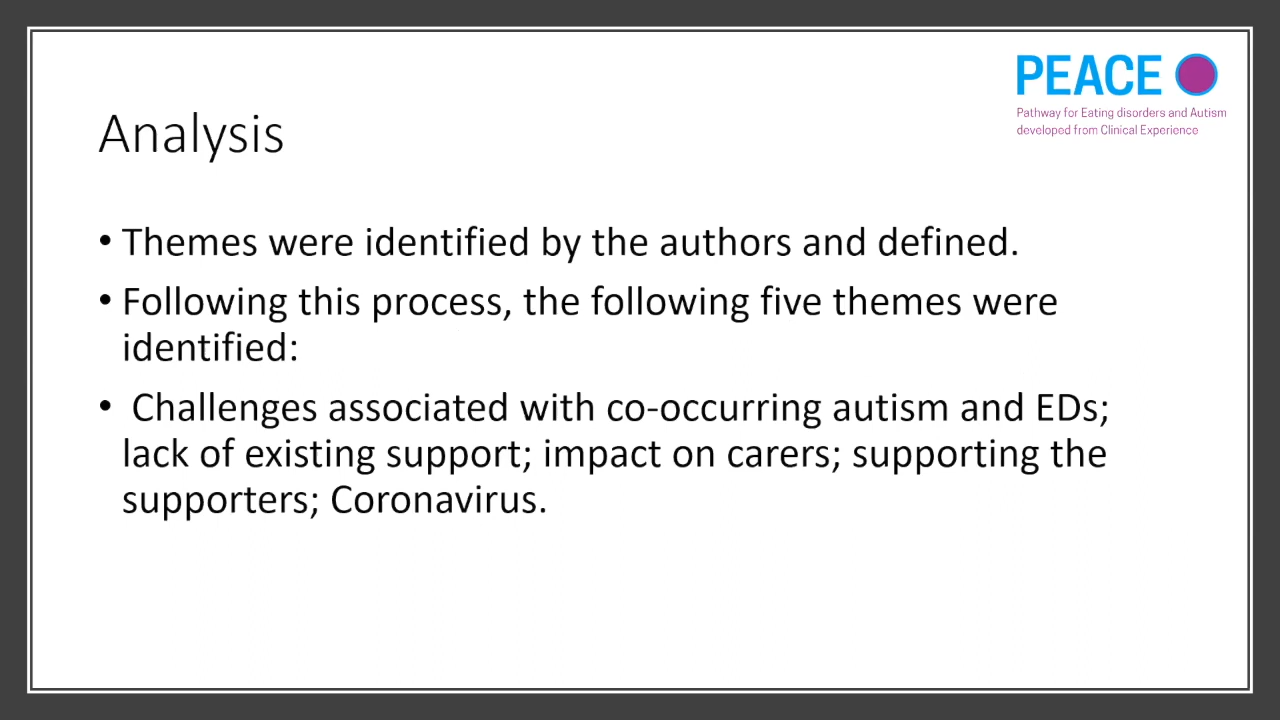 PEACE
Pathway for Eating disorders and Autism
developed from Clinical Experience
Analysis
• Themes were identified by the authors and defined.
• Following this process, the following five themes were
identified:
• Challenges associated with co-occurring autism and EDs;
lack of existing support; impact on carers; supporting the
supporters; Coronavirus.